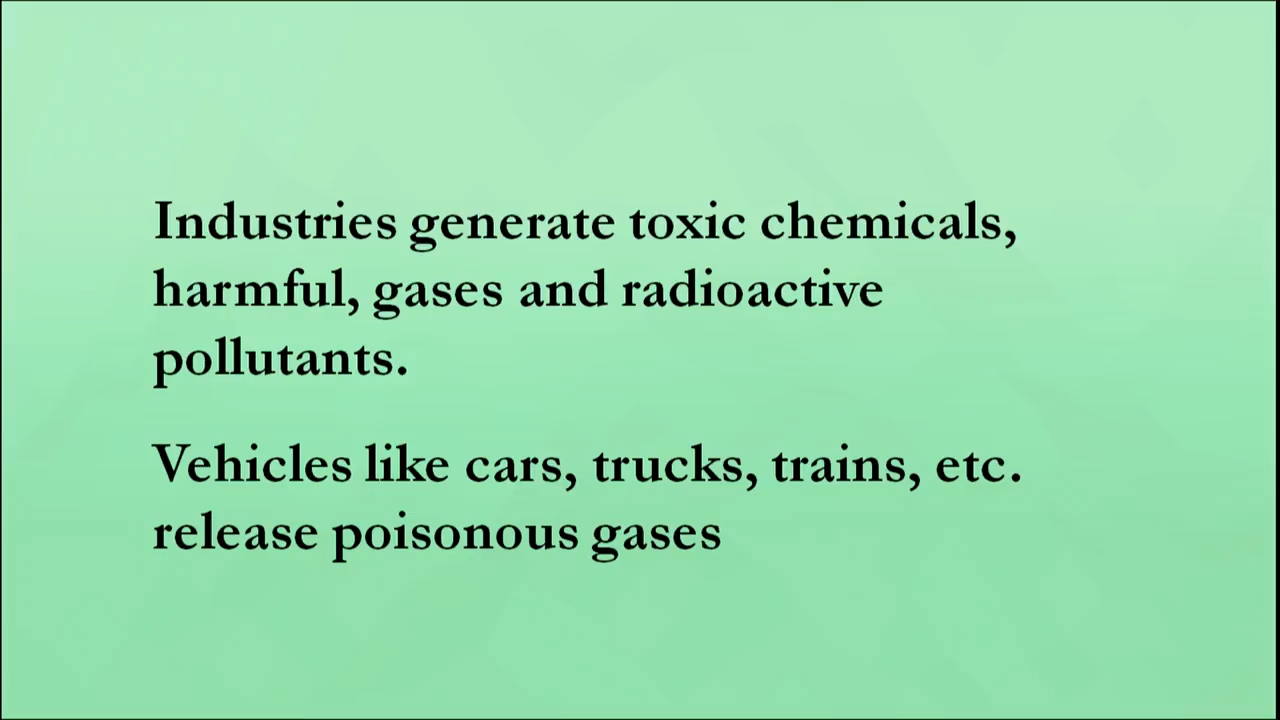 Industries generate toxic chemicals,
harmful, gases and radioactive
pollutants.
Vehicles like cars, trucks, trains, etc.
release poisonous gases